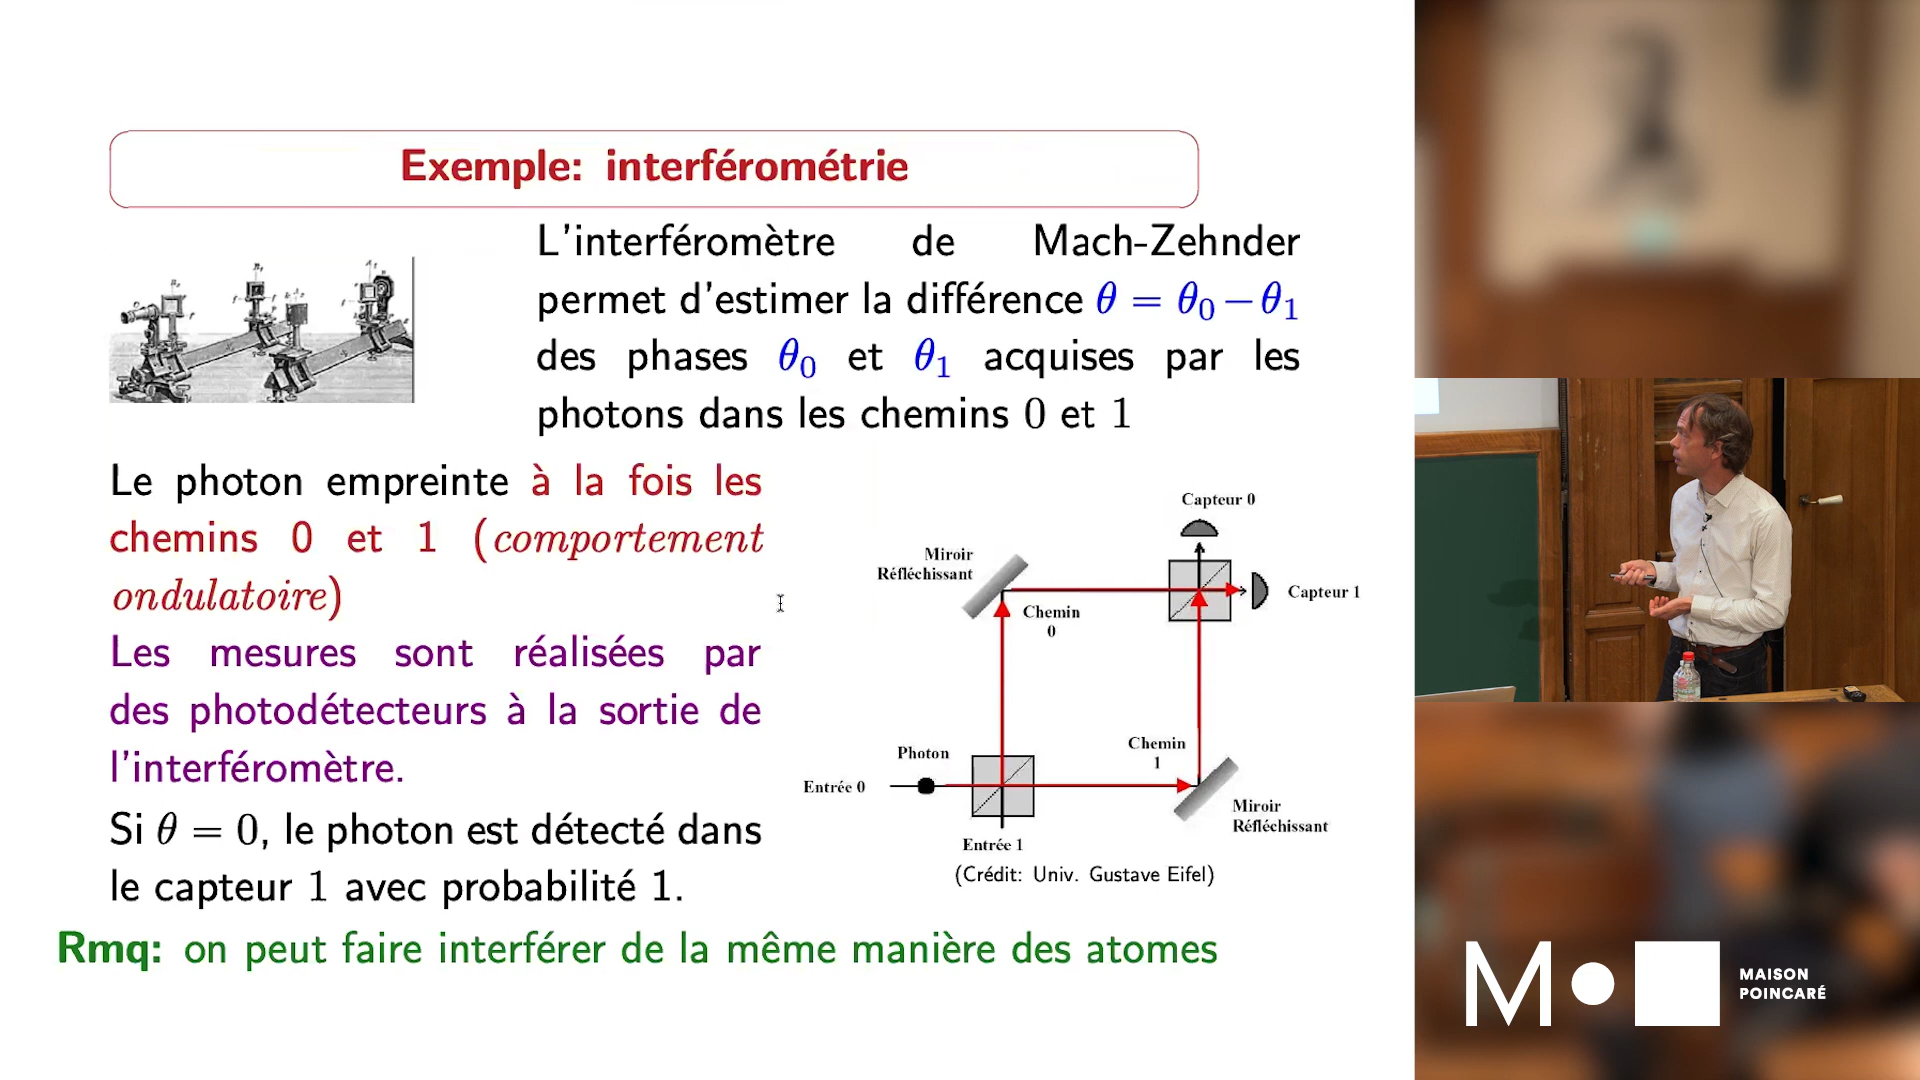 Exemple: interférométrie
L'interféromètre de Mach-Zehnder
permet d'estimer la différence θ = θ₀ − θ₁
des phases θ₀ et θ₁ acquises par les
photons dans les chemins 0 et 1
Le photon empreinte à la fois les
chemins 0 et 1 (comportement
ondulatoire)
Les mesures sont réalisées par
des photodétecteurs à la sortie de
l'interféromètre.
Si θ = 0, le photon est détecté dans
le capteur 1 avec probabilité 1.
Capteur 0
Miroir
Réfléchissant
Capteur 1
Chemin
0
Chemin
1
Photon
Entrée 0
Miroir
Réfléchissant
Entrée 1
(Crédit: Univ. Gustave Eifel)
Rmq: on peut faire interférer de la même manière des atomes
MAISON
POINCARÉ